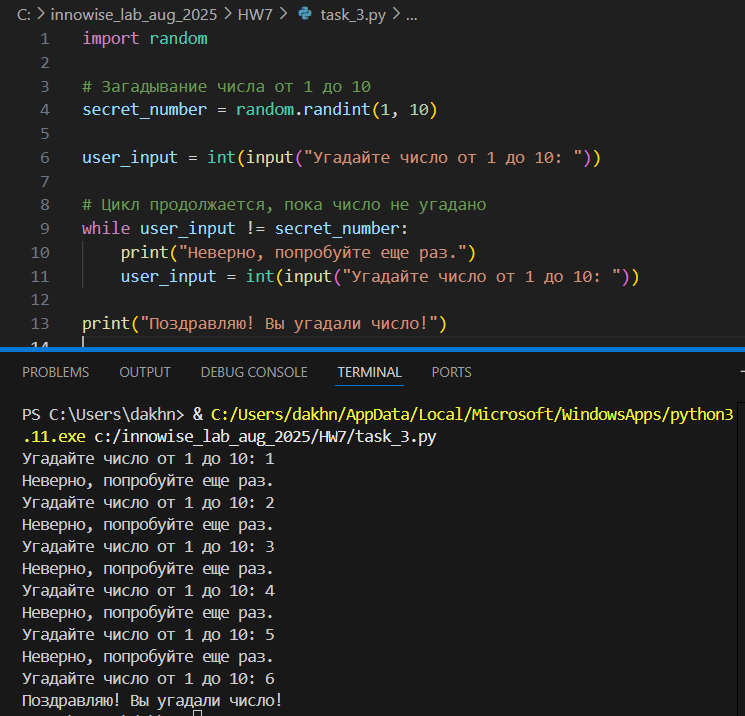 C: > innowise_lab_aug_2025 > HW7 > task_3.py > ...
1 import random
2
3 # Загадывание числа от 1 до 10
4 secret_number = random.randint(1, 10)
5
6 user_input = int(input("Угадайте число от 1 до 10: "))
7
8 # Цикл продолжается, пока число не угадано
9 while user_input != secret_number:
10     print("Неверно, попробуйте еще раз.")
11     user_input = int(input("Угадайте число от 1 до 10: "))
12
13 print("Поздравляю! Вы угадали число!")
14
PROBLEMS OUTPUT DEBUG CONSOLE TERMINAL PORTS
PS C:\Users\dakhn> & C:/Users/dakhn/AppData/Local/Microsoft/WindowsApps/python3
.11.exe c:/innowise_lab_aug_2025/HW7/task_3.py
Угадайте число от 1 до 10: 1
Неверно, попробуйте еще раз.
Угадайте число от 1 до 10: 2
Неверно, попробуйте еще раз.
Угадайте число от 1 до 10: 3
Неверно, попробуйте еще раз.
Угадайте число от 1 до 10: 4
Неверно, попробуйте еще раз.
Угадайте число от 1 до 10: 5
Неверно, попробуйте еще раз.
Угадайте число от 1 до 10: 6
Поздравляю! Вы угадали число!